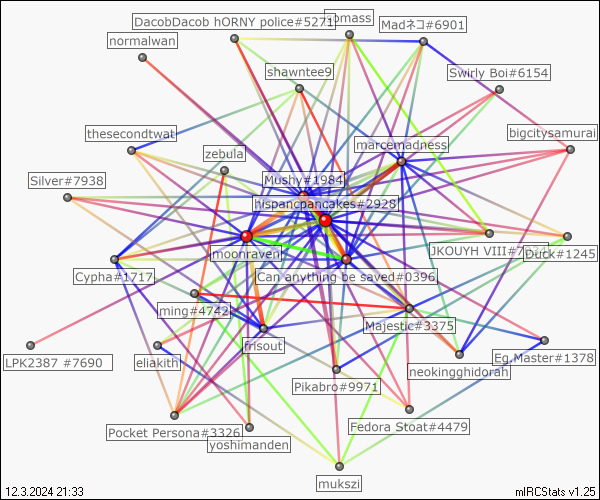 DacobDacob hORNY police#5271
omass
Madネコ#6901
normalwan
shawntee9
Swirly Boi#6154
thesecondtwat
bigcitysamurai
marcemadness
zebula
Silver#7938
Mushy#1984
hispancpancakes#2928
moonraven
JKOUYH VIII#7
Duck#1245
Cypha#1717
Can anything be saved#0396
ming#4742
Majestic#3375
frisout
LPK2387 #7690
eliakith
Eg.Master#1378
neokingghidorah
Pikabro#9971
Pocket Persona#3326
Fedora Stoat#4479
yoshimanden
mukszi
12.3.2024 21:33
mIRCStats v1.25